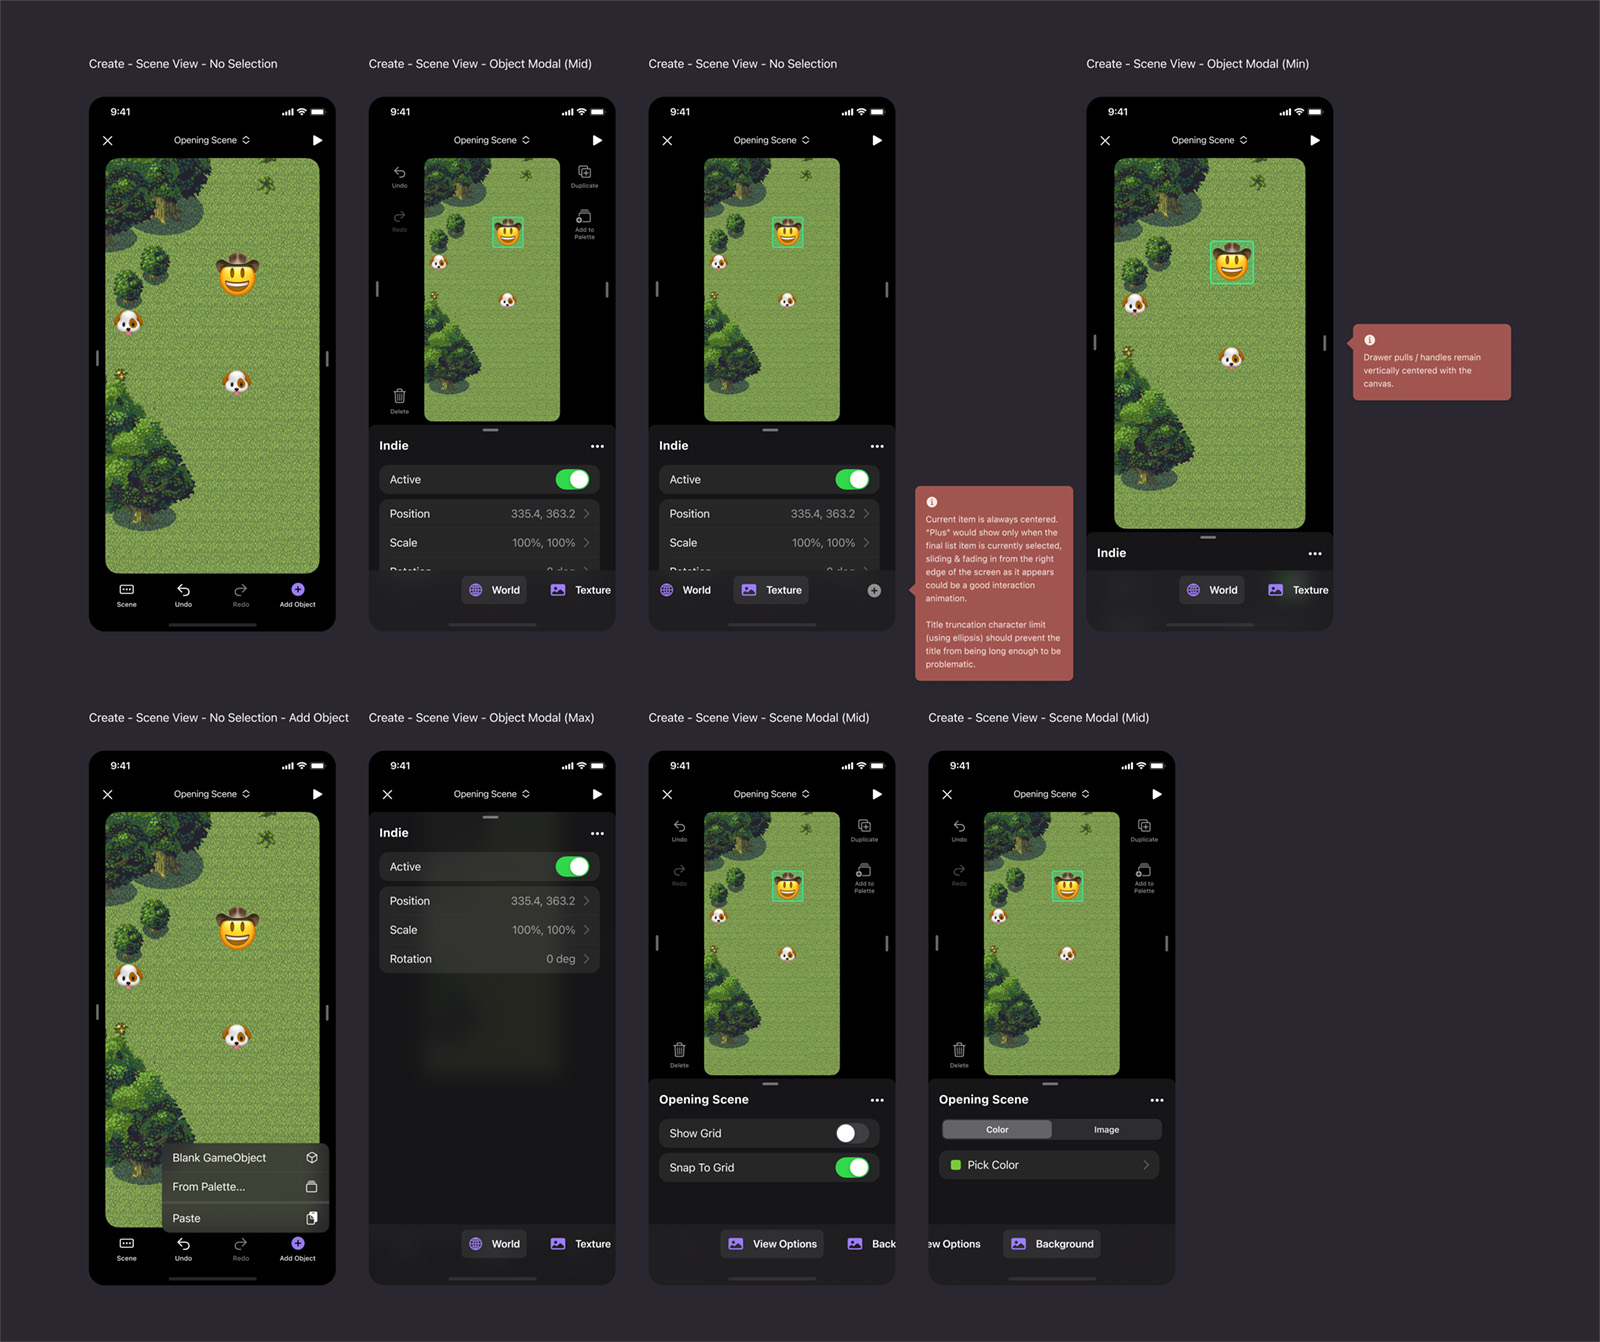 Create - Scene View - No Selection
9:41
Opening Scene
Scene
Undo
Redo
Add Object
Create - Scene View - Object Modal (Mid)
9:41
Opening Scene
Undo
Duplicate
Redo
Add to
Palette
Delete
Indie
Active
Position 335.4, 363.2
Scale 100%, 100%
Rotation 0 deg
World
Texture
Create - Scene View - No Selection
9:41
Opening Scene
Indie
Active
Position 335.4, 363.2
Scale 100%, 100%
Rotation 0 deg
World
Texture
Current item is alaways centered.
"Plus" would show only when the
final list item is currently selected,
sliding & fading in from the right
edge of the screen as it appears
could be a good interaction
animation.
Title truncation character limit
(using ellipsis) should prevent the
title from being long enough to be
problematic.
Create - Scene View - Object Modal (Min)
9:41
Opening Scene
Indie
World
Texture
Drawer pulls / handles remain
vertically centered with the
canvas.
Create - Scene View - No Selection - Add Object
9:41
Opening Scene
Blank GameObject
From Palette...
Paste
Scene
Undo
Redo
Add Object
Create - Scene View - Object Modal (Max)
9:41
Opening Scene
Indie
Active
Position 335.4, 363.2
Scale 100%, 100%
Rotation 0 deg
World
Texture
Create - Scene View - Scene Modal (Mid)
9:41
Opening Scene
Undo
Duplicate
Redo
Add to
Palette
Delete
Opening Scene
Show Grid
Snap To Grid
View Options
Back
Create - Scene View - Scene Modal (Mid)
9:41
Opening Scene
Undo
Duplicate
Redo
Add to
Palette
Delete
Opening Scene
Color
Image
Pick Color
ew Options
Background